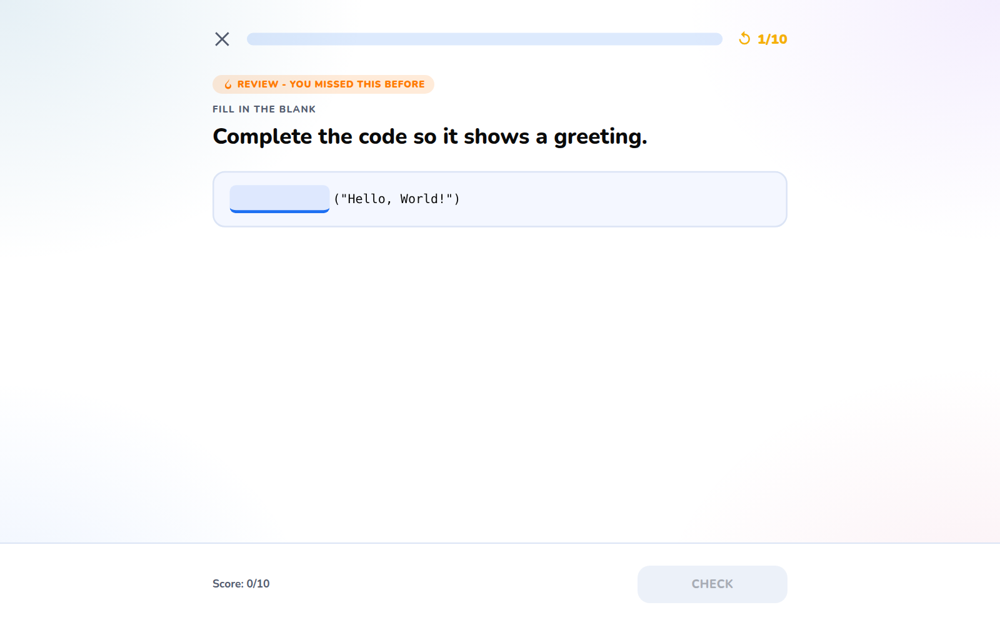 1/10
REVIEW - YOU MISSED THIS BEFORE
FILL IN THE BLANK
Complete the code so it shows a greeting.
("Hello, World!")
Score: 0/10
CHECK